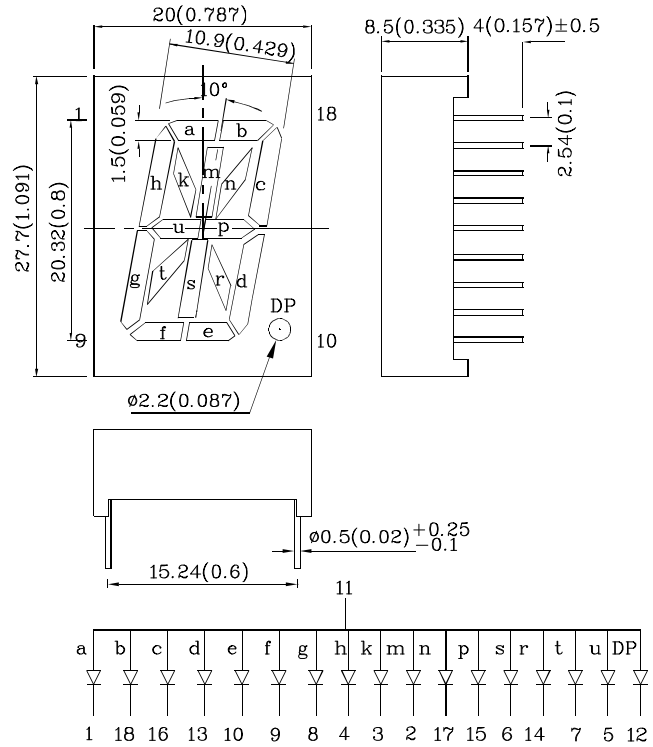 20(0.787)
10.9(0.429)
8.5(0.335) 4(0.157)±0.5
10°
1 18
1.5(0.059)
2.54(0.1)
27.7(1.091)
20.32(0.8)
a b
h k m n c
u p
g t s r d
f e
DP
9 10
ø2.2(0.087)
ø0.5(0.02)+0.25
-0.1
15.24(0.6)
11
a b c d e f g h k m n p s r t u DP
1 18 16 13 10 9 8 4 3 2 17 15 6 14 7 5 12